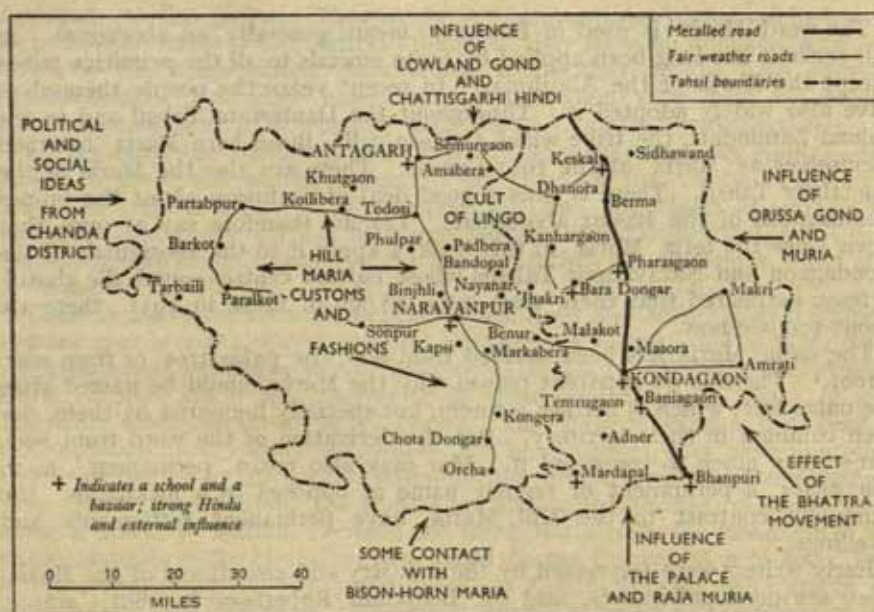 INFLUENCE
OF
LOWLAND GOND
AND
CHATTISGARHI HINDI
Metalled road
Fair weather roads
Tahsil boundaries
POLITICAL
AND
SOCIAL
IDEAS
FROM
CHANDA
DISTRICT
ANTAGARH
Semurgaon
Amabera
Keskal
Sidhawand
Khutgaon
Partabpur
Koilibera
Todoni
CULT
OF LINGO
Dhanora
Berma
INFLUENCE
OF
ORISSA GOND
AND
MURIA
Barkot
Phulpar
Padbera
Bandopal
Kanhargaon
Pharasgaon
HILL
MARIA
CUSTOMS
AND
FASHIONS
Tarbaili
Paralkot
Binjhli
Nayanar
Jhakri
Bara Dongar
Makri
NARAYANPUR
Sonpur
Kapsi
Benur
Markabera
Malakot
Masora
Amrati
KONDAGAON
Kongera
Temrugaon
Baniagaon
Chota Dongar
Adner
Orcha
Mardapal
Bhanpuri
EFFECT
OF
THE BHATTRA
MOVEMENT
+ Indicates a school and a
bazaar; strong Hindu
and external influence
SOME CONTACT
WITH
BISON-HORN MARIA
INFLUENCE
OF
THE PALACE
AND RAJA MURIA
0 10 20 30 40
MILES